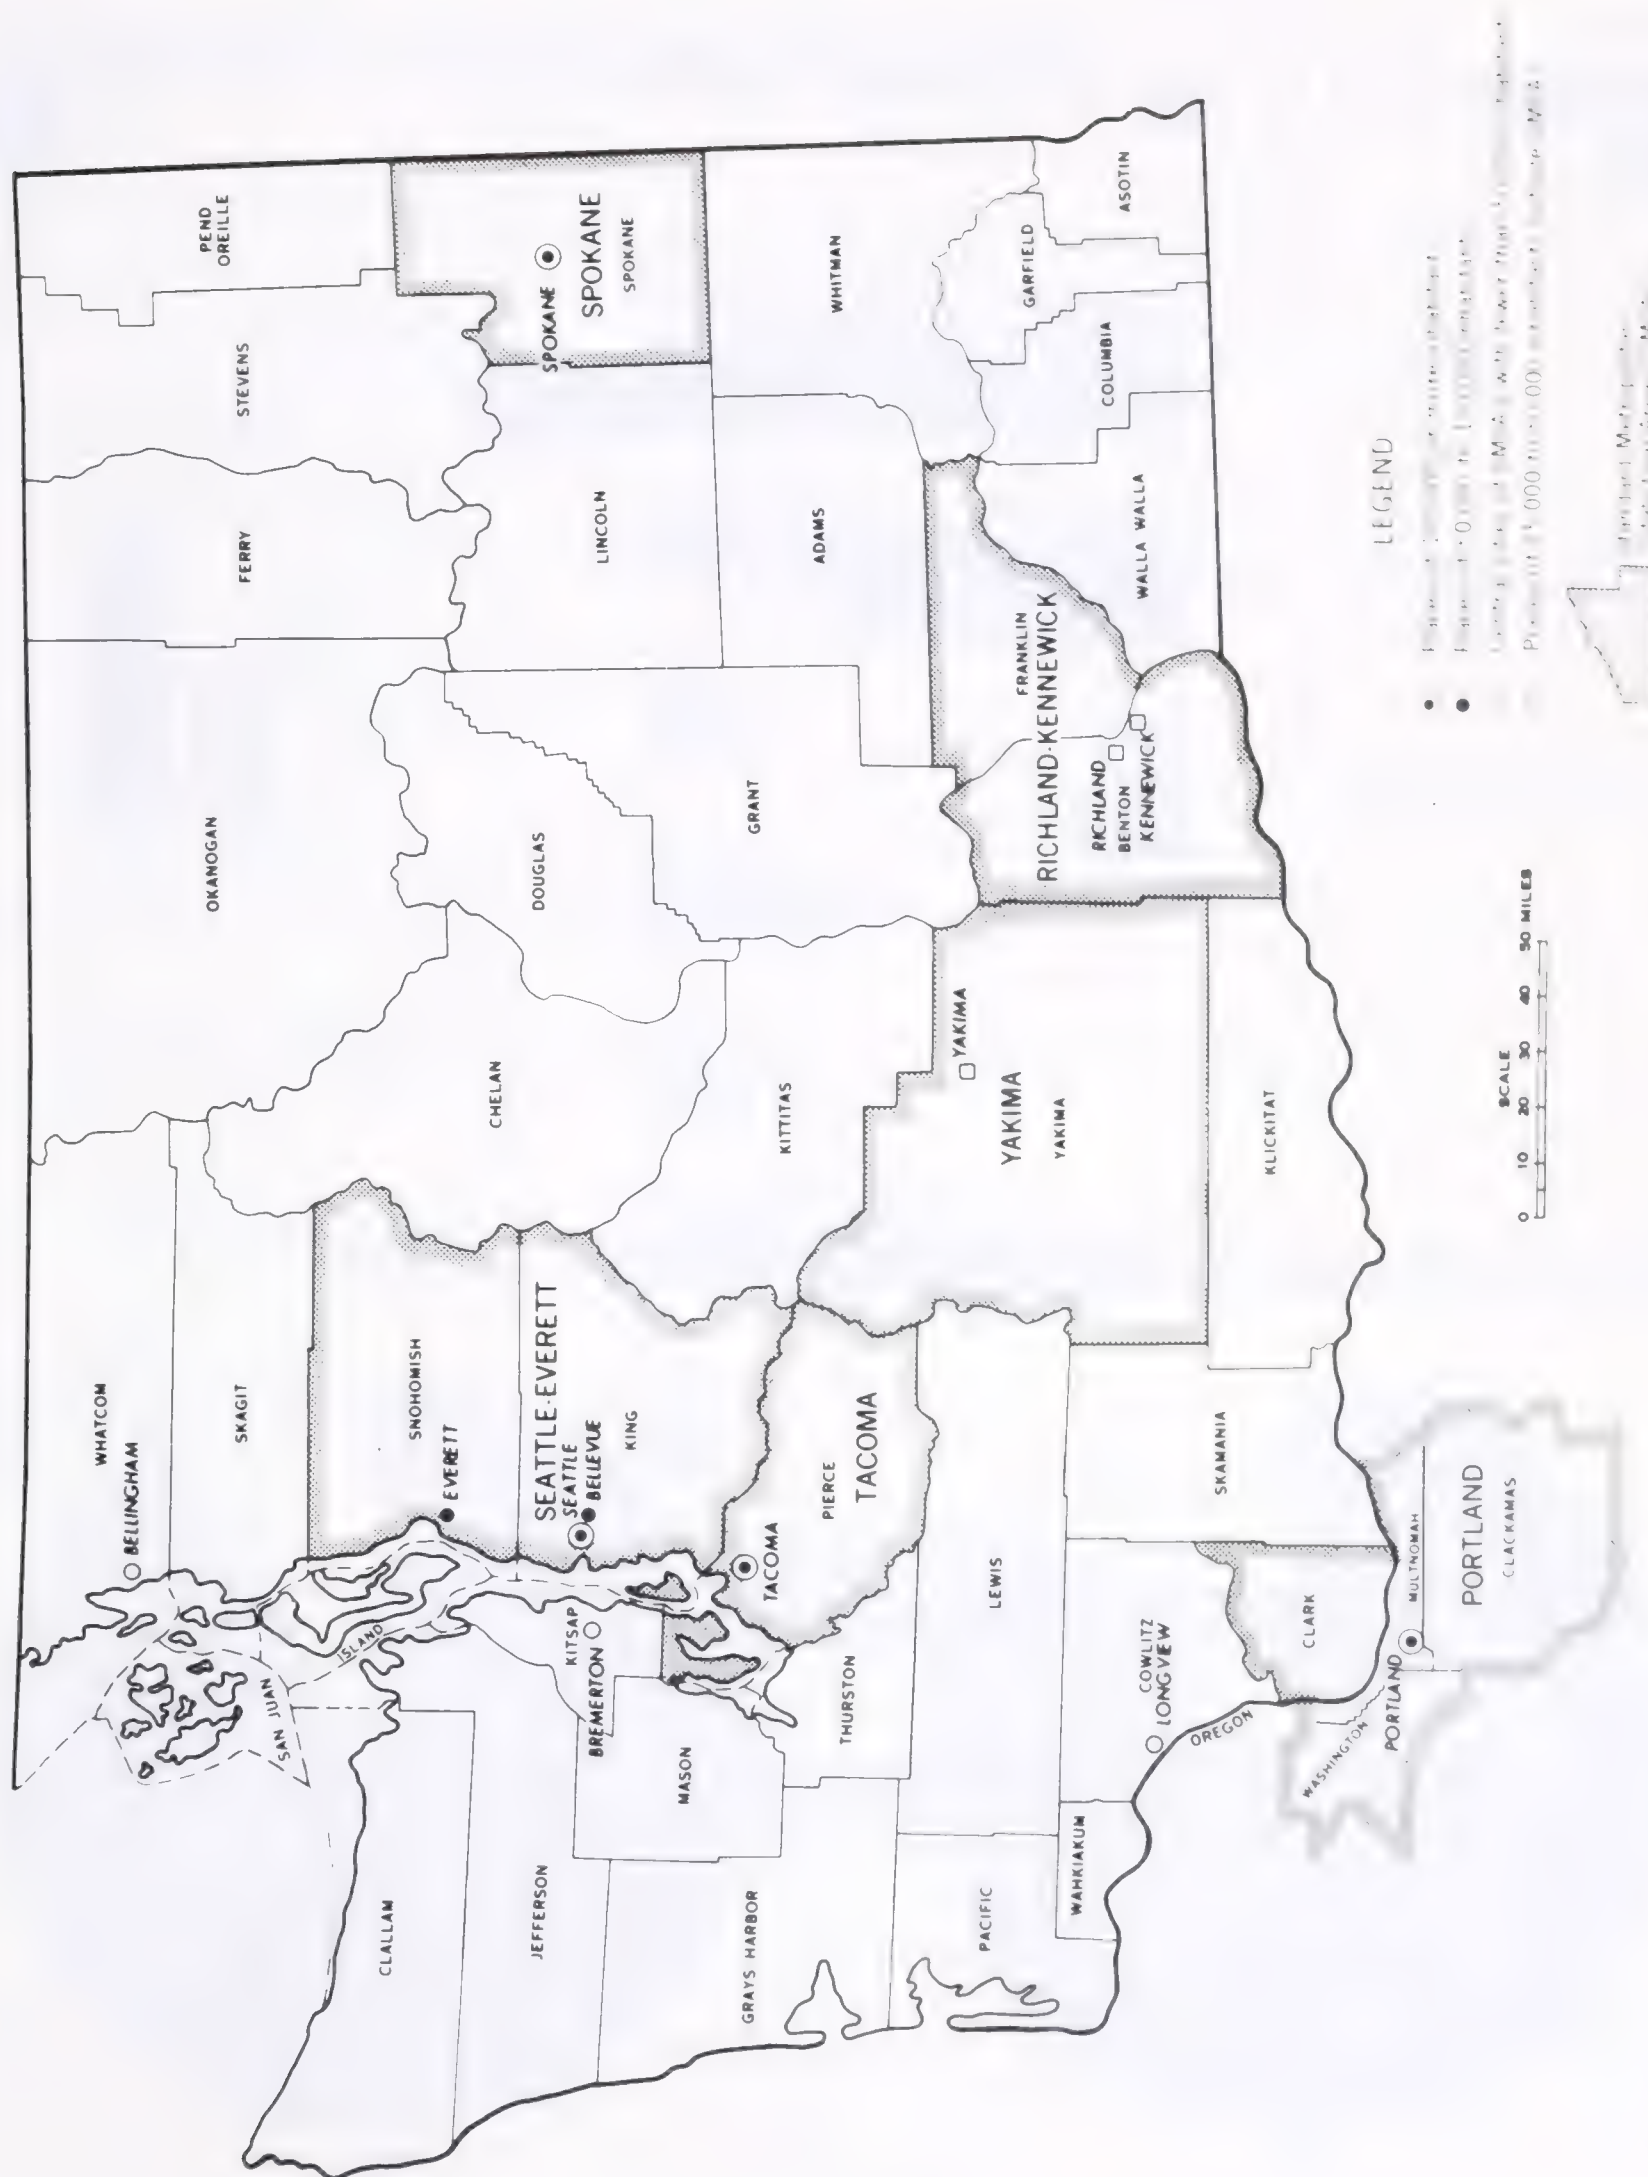 WHATCOM
BELLINGHAM
SKAGIT
SAN JUAN
ISLAND
OKANOGAN
FERRY
STEVENS
PEND
OREILLE
CLALLAM
SNOHOMISH
EVERETT
CHELAN
DOUGLAS
JEFFERSON
SEATTLE-EVERETT
SEATTLE
BELLEVUE
KING
KITSAP
BREMERTON
LINCOLN
SPOKANE
SPOKANE
SPOKANE
MASON
GRAYS HARBOR
TACOMA
PIERCE
TACOMA
KITTITAS
GRANT
ADAMS
WHITMAN
THURSTON
PACIFIC
LEWIS
YAKIMA
YAKIMA
YAKIMA
FRANKLIN
RICHLAND-KENNEWICK
RICHLAND
BENTON
KENNEWICK
GARFIELD
COLUMBIA
ASOTIN
WALLA WALLA
WAHKIAKUM
COWLITZ
LONGVIEW
SKAMANIA
KLICKITAT
OREGON
CLARK
WASHINGTON
PORTLAND
MULTNOMAH
PORTLAND
CLACKAMAS
SCALE
0 10 20 30 40 50 MILES
LEGEND